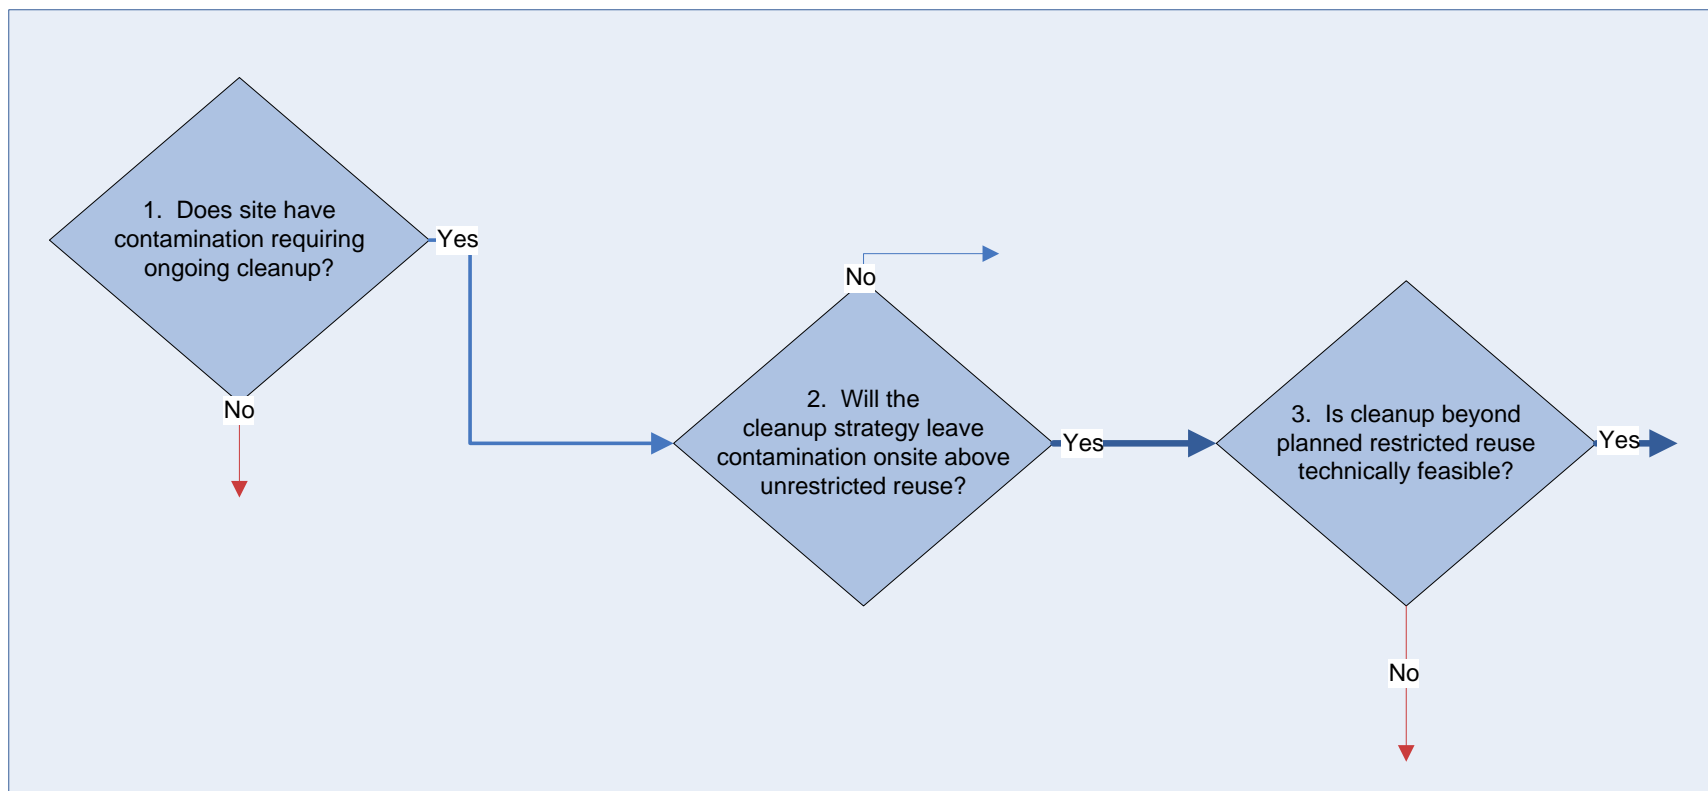 1.  Does site have
contamination requiring
ongoing cleanup?
Yes
No
No
2.  Will the
cleanup strategy leave
contamination onsite above
unrestricted reuse?
Yes
3.  Is cleanup beyond
planned restricted reuse
technically feasible?
Yes
No